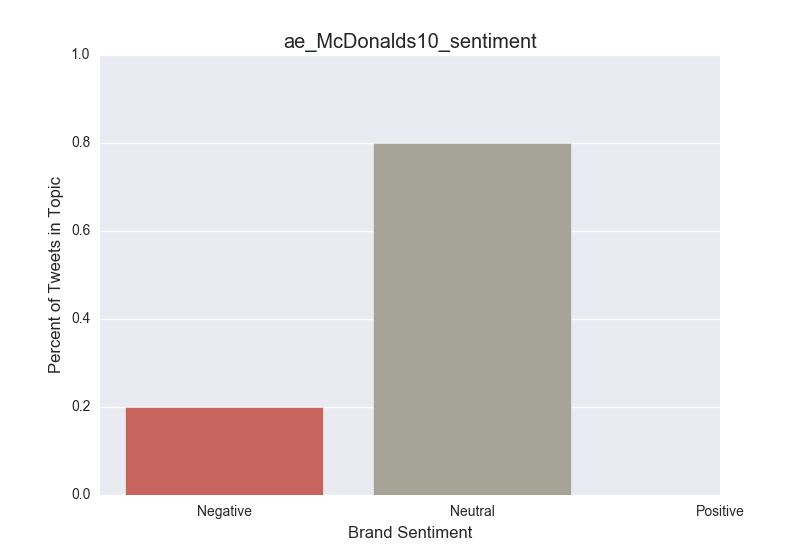 ae_McDonalds10_sentiment
1.0
0.8
0.6
0.4
0.2
0.0
Percent of Tweets in Topic
Negative Neutral Positive
Brand Sentiment